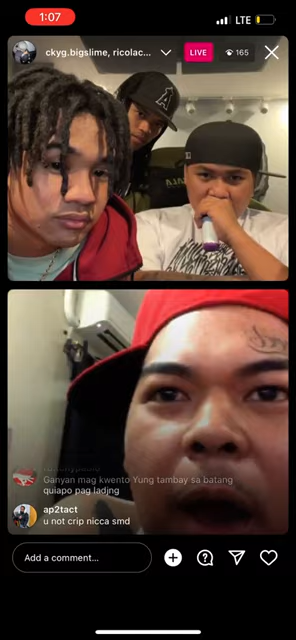 1:07
LTE
ckyg.bigslime, ricolac...
LIVE
165
A
Ganyan mag kwento Yung tambay sa batang
quiapo pag ladjng
ap2tact
u not crip nicca smd
Add a comment...